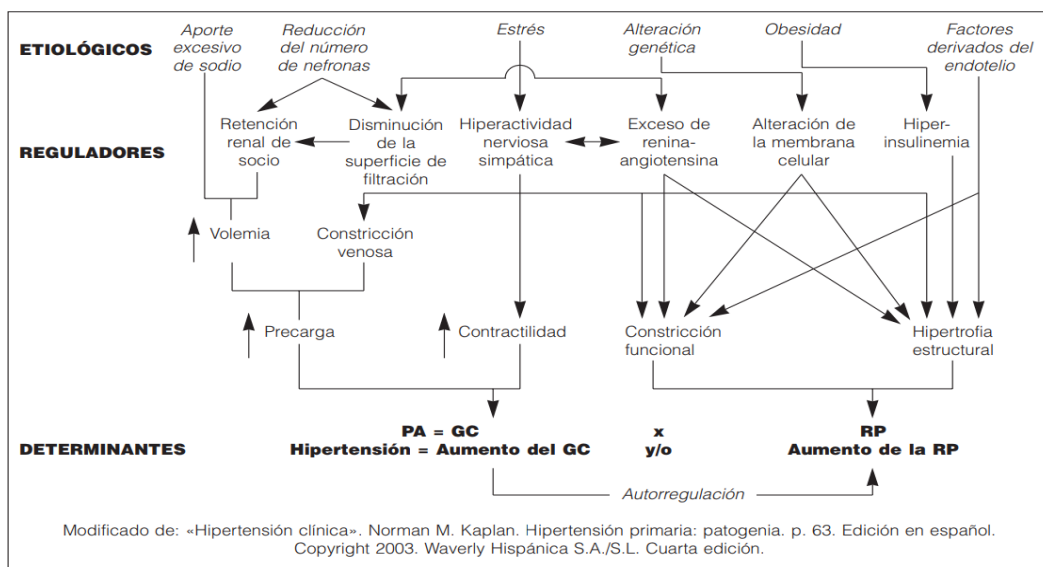 ETIOLÓGICOS
Aporte
excesivo
de sodio
Reducción
del número
de nefronas
Estrés
Alteración
genética
Obesidad
Factores
derivados del
endotelio
REGULADORES
Retención
renal de
socio
Disminución
de la
superficie de
filtración
Hiperactividad
nerviosa
simpática
Exceso de
renina-
angiotensina
Alteración de
la membrana
celular
Hiper-
insulinemia
Volemia
Constricción
venosa
Precarga
Contractilidad
Constricción
funcional
Hipertrofia
estructural
DETERMINANTES
PA = GC x RP
Hipertensión = Aumento del GC y/o Aumento de la RP
Autorregulación
Modificado de: «Hipertensión clínica». Norman M. Kaplan. Hipertensión primaria: patogenia. p. 63. Edición en español.
Copyright 2003. Waverly Hispánica S.A./S.L. Cuarta edición.